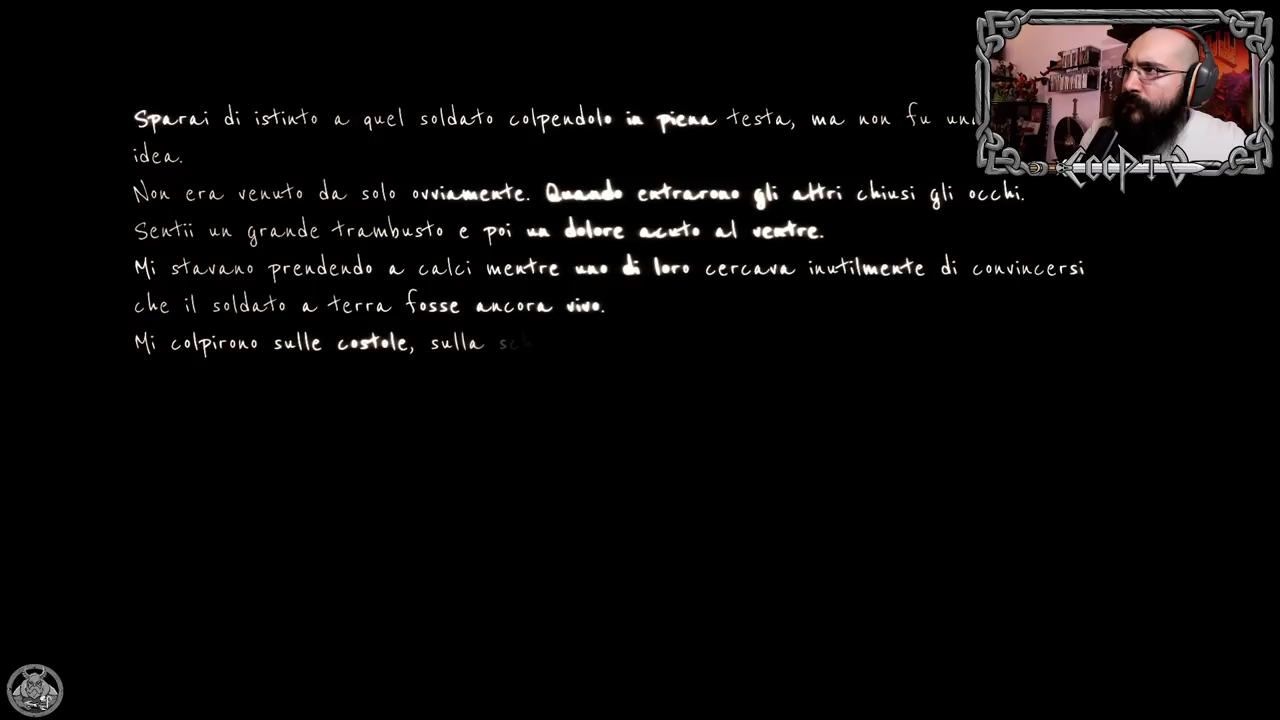 Sparai di istinto a quel soldato colpendolo in piena testa, ma non fu
idea.
Non era venuto da solo ovviamente. Quando entrarono gli altri chiusi gli occhi.
Sentii un grande trambusto e poi un dolore acuto al ventre.
Mi stavano prendendo a calci mentre uno di loro cercava inutilmente di convincersi
che il soldato a terra fosse ancora vivo.
Mi colpirono sulle costole, sulla